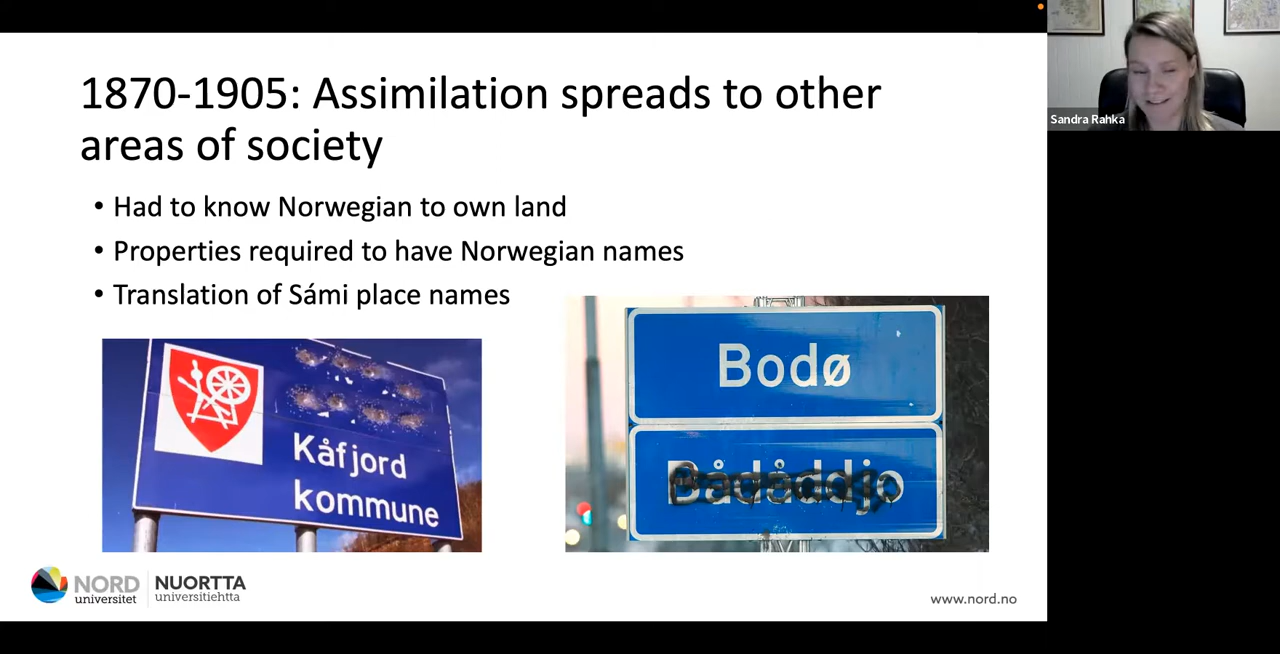 1870-1905: Assimilation spreads to other
areas of society
• Had to know Norwegian to own land
• Properties required to have Norwegian names
• Translation of Sámi place names
Kåfjord
kommune
Bodø
Bådåddjo
NORD
universitet
NUORTTA
universitiehtta
www.nord.no
Sandra Rahka